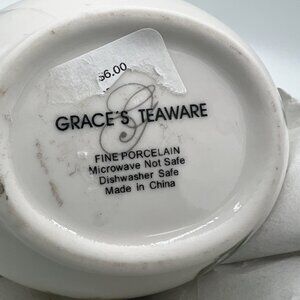 $6.00
G
GRACE'S TEAWARE
FINE PORCELAIN
Microwave Not Safe
Dishwasher Safe
Made in China